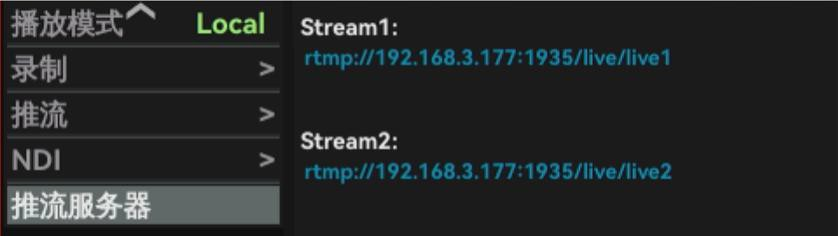 播放模式 Local
录制 >
推流 >
NDI >
推流服务器
Stream1:
rtmp://192.168.3.177:1935/live/live1
Stream2:
rtmp://192.168.3.177:1935/live/live2